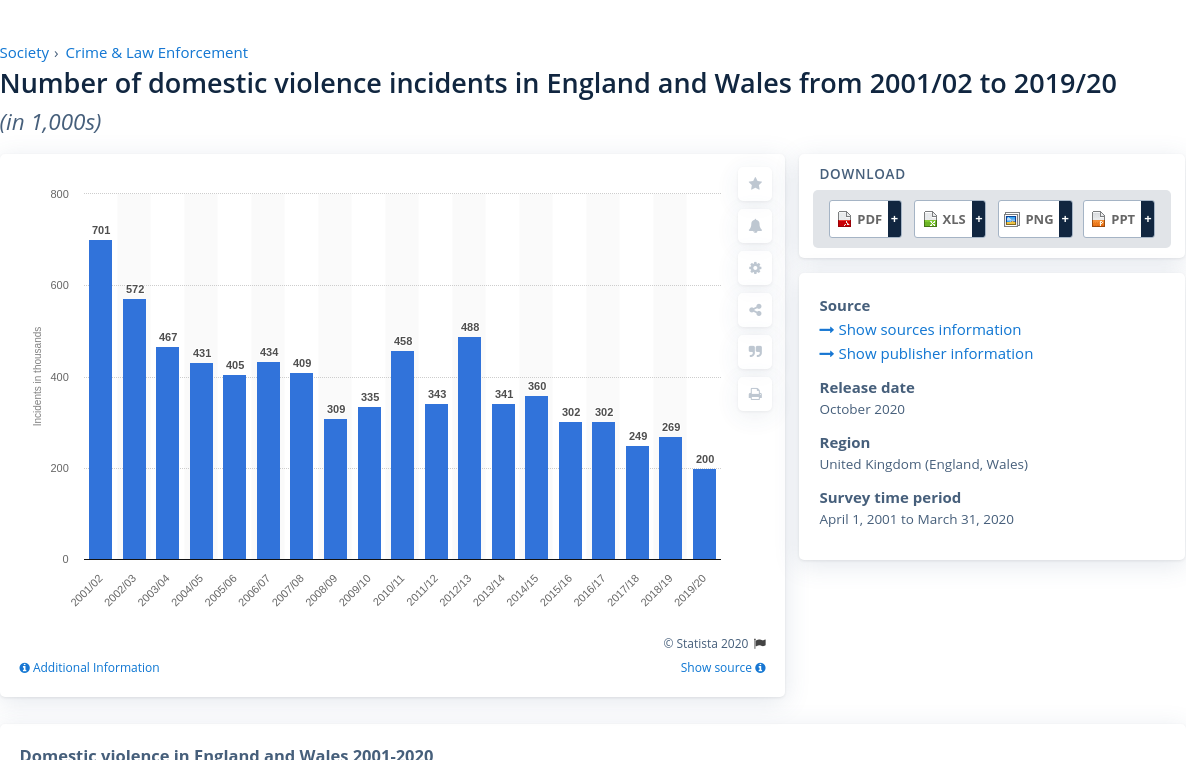 Society › Crime & Law Enforcement
Number of domestic violence incidents in England and Wales from 2001/02 to 2019/20
(in 1,000s)
800
600
400
200
0
Incidents in thousands
701
572
467
431
405
434
409
309
335
458
343
488
341
360
302
302
249
269
200
2001/02
2002/03
2003/04
2004/05
2005/06
2006/07
2007/08
2008/09
2009/10
2010/11
2011/12
2012/13
2013/14
2014/15
2015/16
2016/17
2017/18
2018/19
2019/20
© Statista 2020
Additional Information
Show source
DOWNLOAD
PDF + XLS + PNG + PPT +
Source
Show sources information
Show publisher information
Release date
October 2020
Region
United Kingdom (England, Wales)
Survey time period
April 1, 2001 to March 31, 2020
Domestic violence in England and Wales 2001-2020